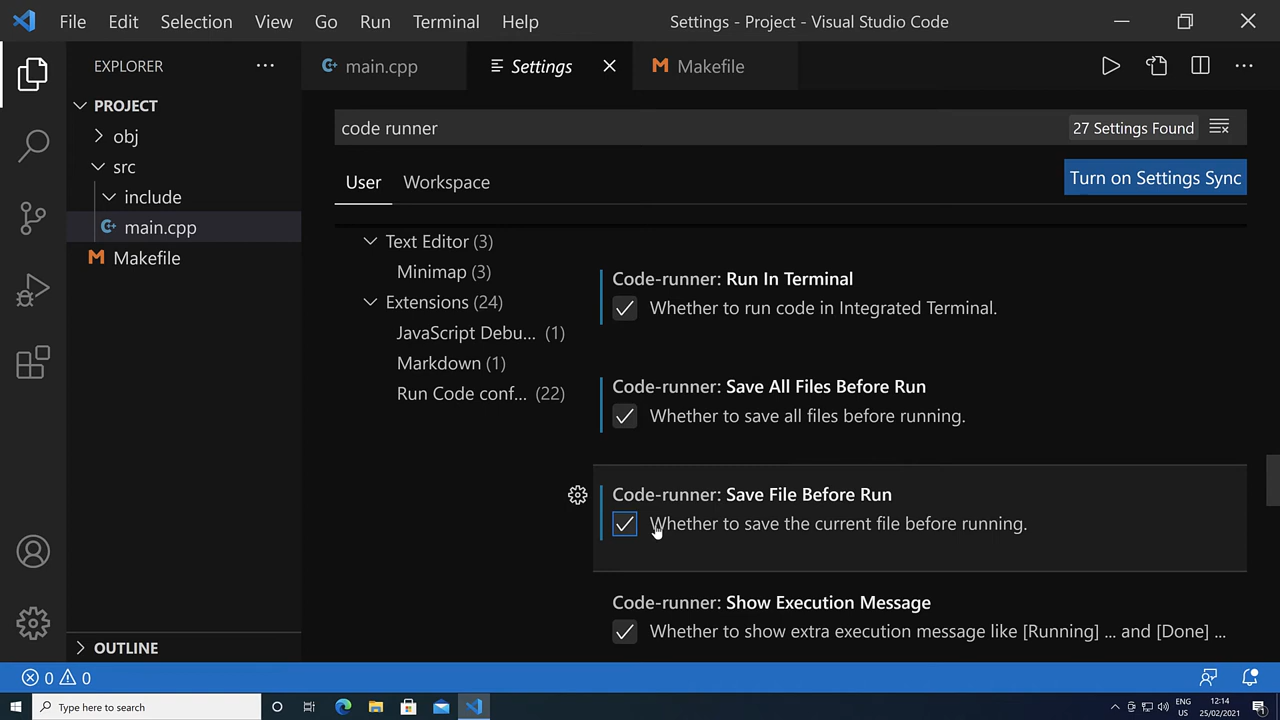 File Edit Selection View Go Run Terminal Help Settings - Project - Visual Studio Code
EXPLORER
main.cpp Settings Makefile
PROJECT
obj
src
include
main.cpp
Makefile
OUTLINE
code runner 27 Settings Found
User Workspace Turn on Settings Sync
Text Editor (3)
Minimap (3)
Extensions (24)
JavaScript Debu... (1)
Markdown (1)
Run Code conf... (22)
Code-runner: Run In Terminal
Whether to run code in Integrated Terminal.
Code-runner: Save All Files Before Run
Whether to save all files before running.
Code-runner: Save File Before Run
Whether to save the current file before running.
Code-runner: Show Execution Message
Whether to show extra execution message like [Running] ... and [Done] ...
0 0
Type here to search
ENG
US
12:14
25/02/2021
1